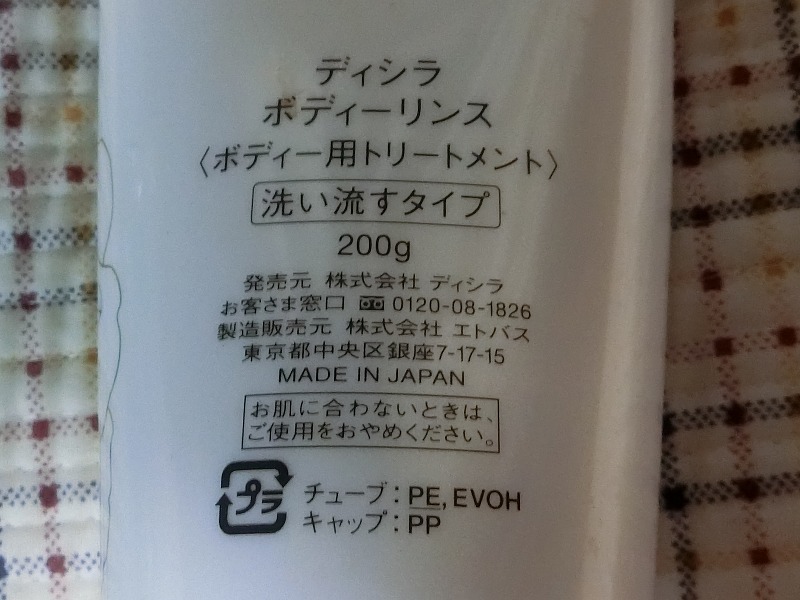 ディシラ
ボディーリンス
〈ボディー用トリートメント〉
洗い流すタイプ
200g
発売元 株式会社 ディシラ
お客さま窓口 0120-08-1826
製造販売元 株式会社 エトバス
東京都中央区銀座7-17-15
MADE IN JAPAN
お肌に合わないときは、
ご使用をおやめください。
プラ
チューブ：PE, EVOH
キャップ：PP